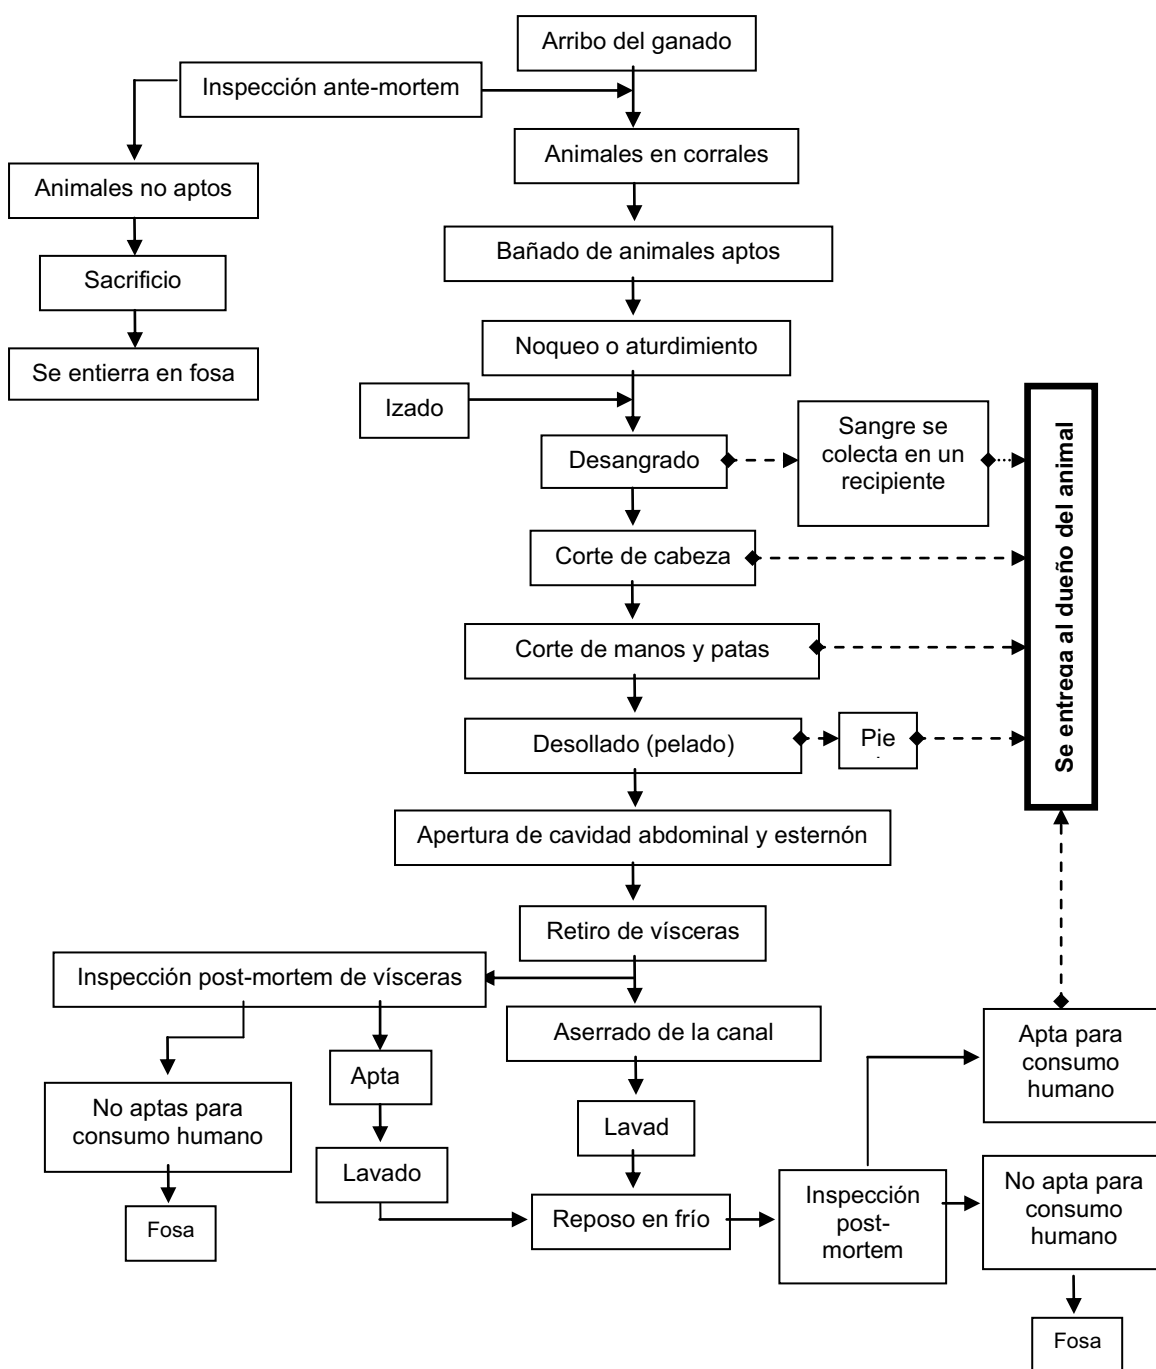 Arribo del ganado
Inspección ante-mortem
Animales en corrales
Animales no aptos
Bañado de animales aptos
Sacrificio
Noqueo o aturdimiento
Se entierra en fosa
Izado
Sangre se
colecta en un
recipiente
Desangrado
Se entrega al dueño del animal
Corte de cabeza
Corte de manos y patas
Desollado (pelado)
Pie
Apertura de cavidad abdominal y esternón
Retiro de vísceras
Inspección post-mortem de vísceras
Aserrado de la canal
Apta para
consumo
humano
Apta
No aptas para
consumo humano
Lavad
Lavado
No apta para
consumo
humano
Inspección
post-
mortem
Reposo en frío
Fosa
Fosa